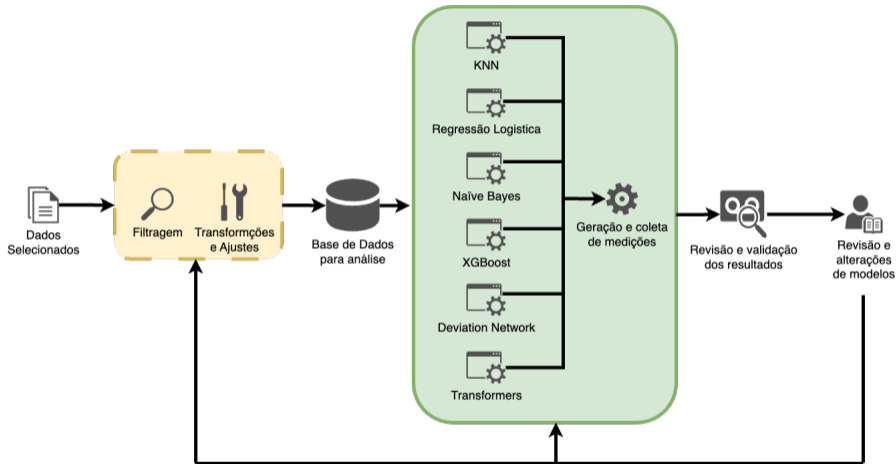 Dados
Selecionados
Filtragem
Transformções
e Ajustes
Base de Dados
para análise
KNN
Regressão Logistica
Naïve Bayes
XGBoost
Deviation Network
Transformers
Geração e coleta
de medições
Revisão e validação
dos resultados
Revisão e
alterações
de modelos